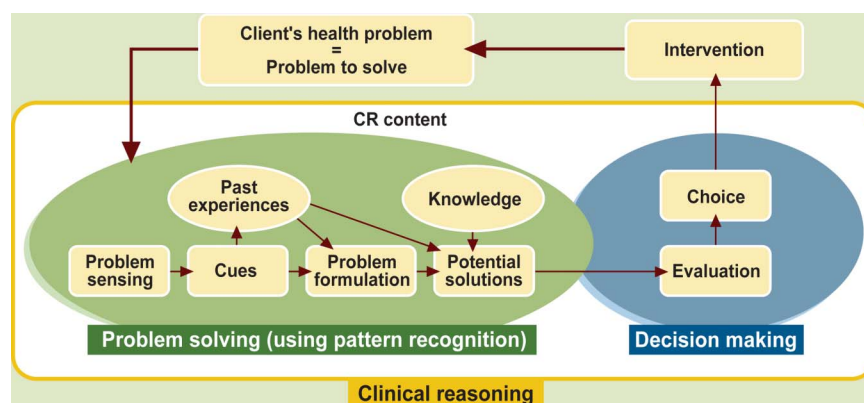 Client's health problem
=
Problem to solve
Intervention
CR content
Past
experiences
Knowledge
Choice
Problem
sensing
Cues
Problem
formulation
Potential
solutions
Evaluation
Problem solving (using pattern recognition)
Decision making
Clinical reasoning